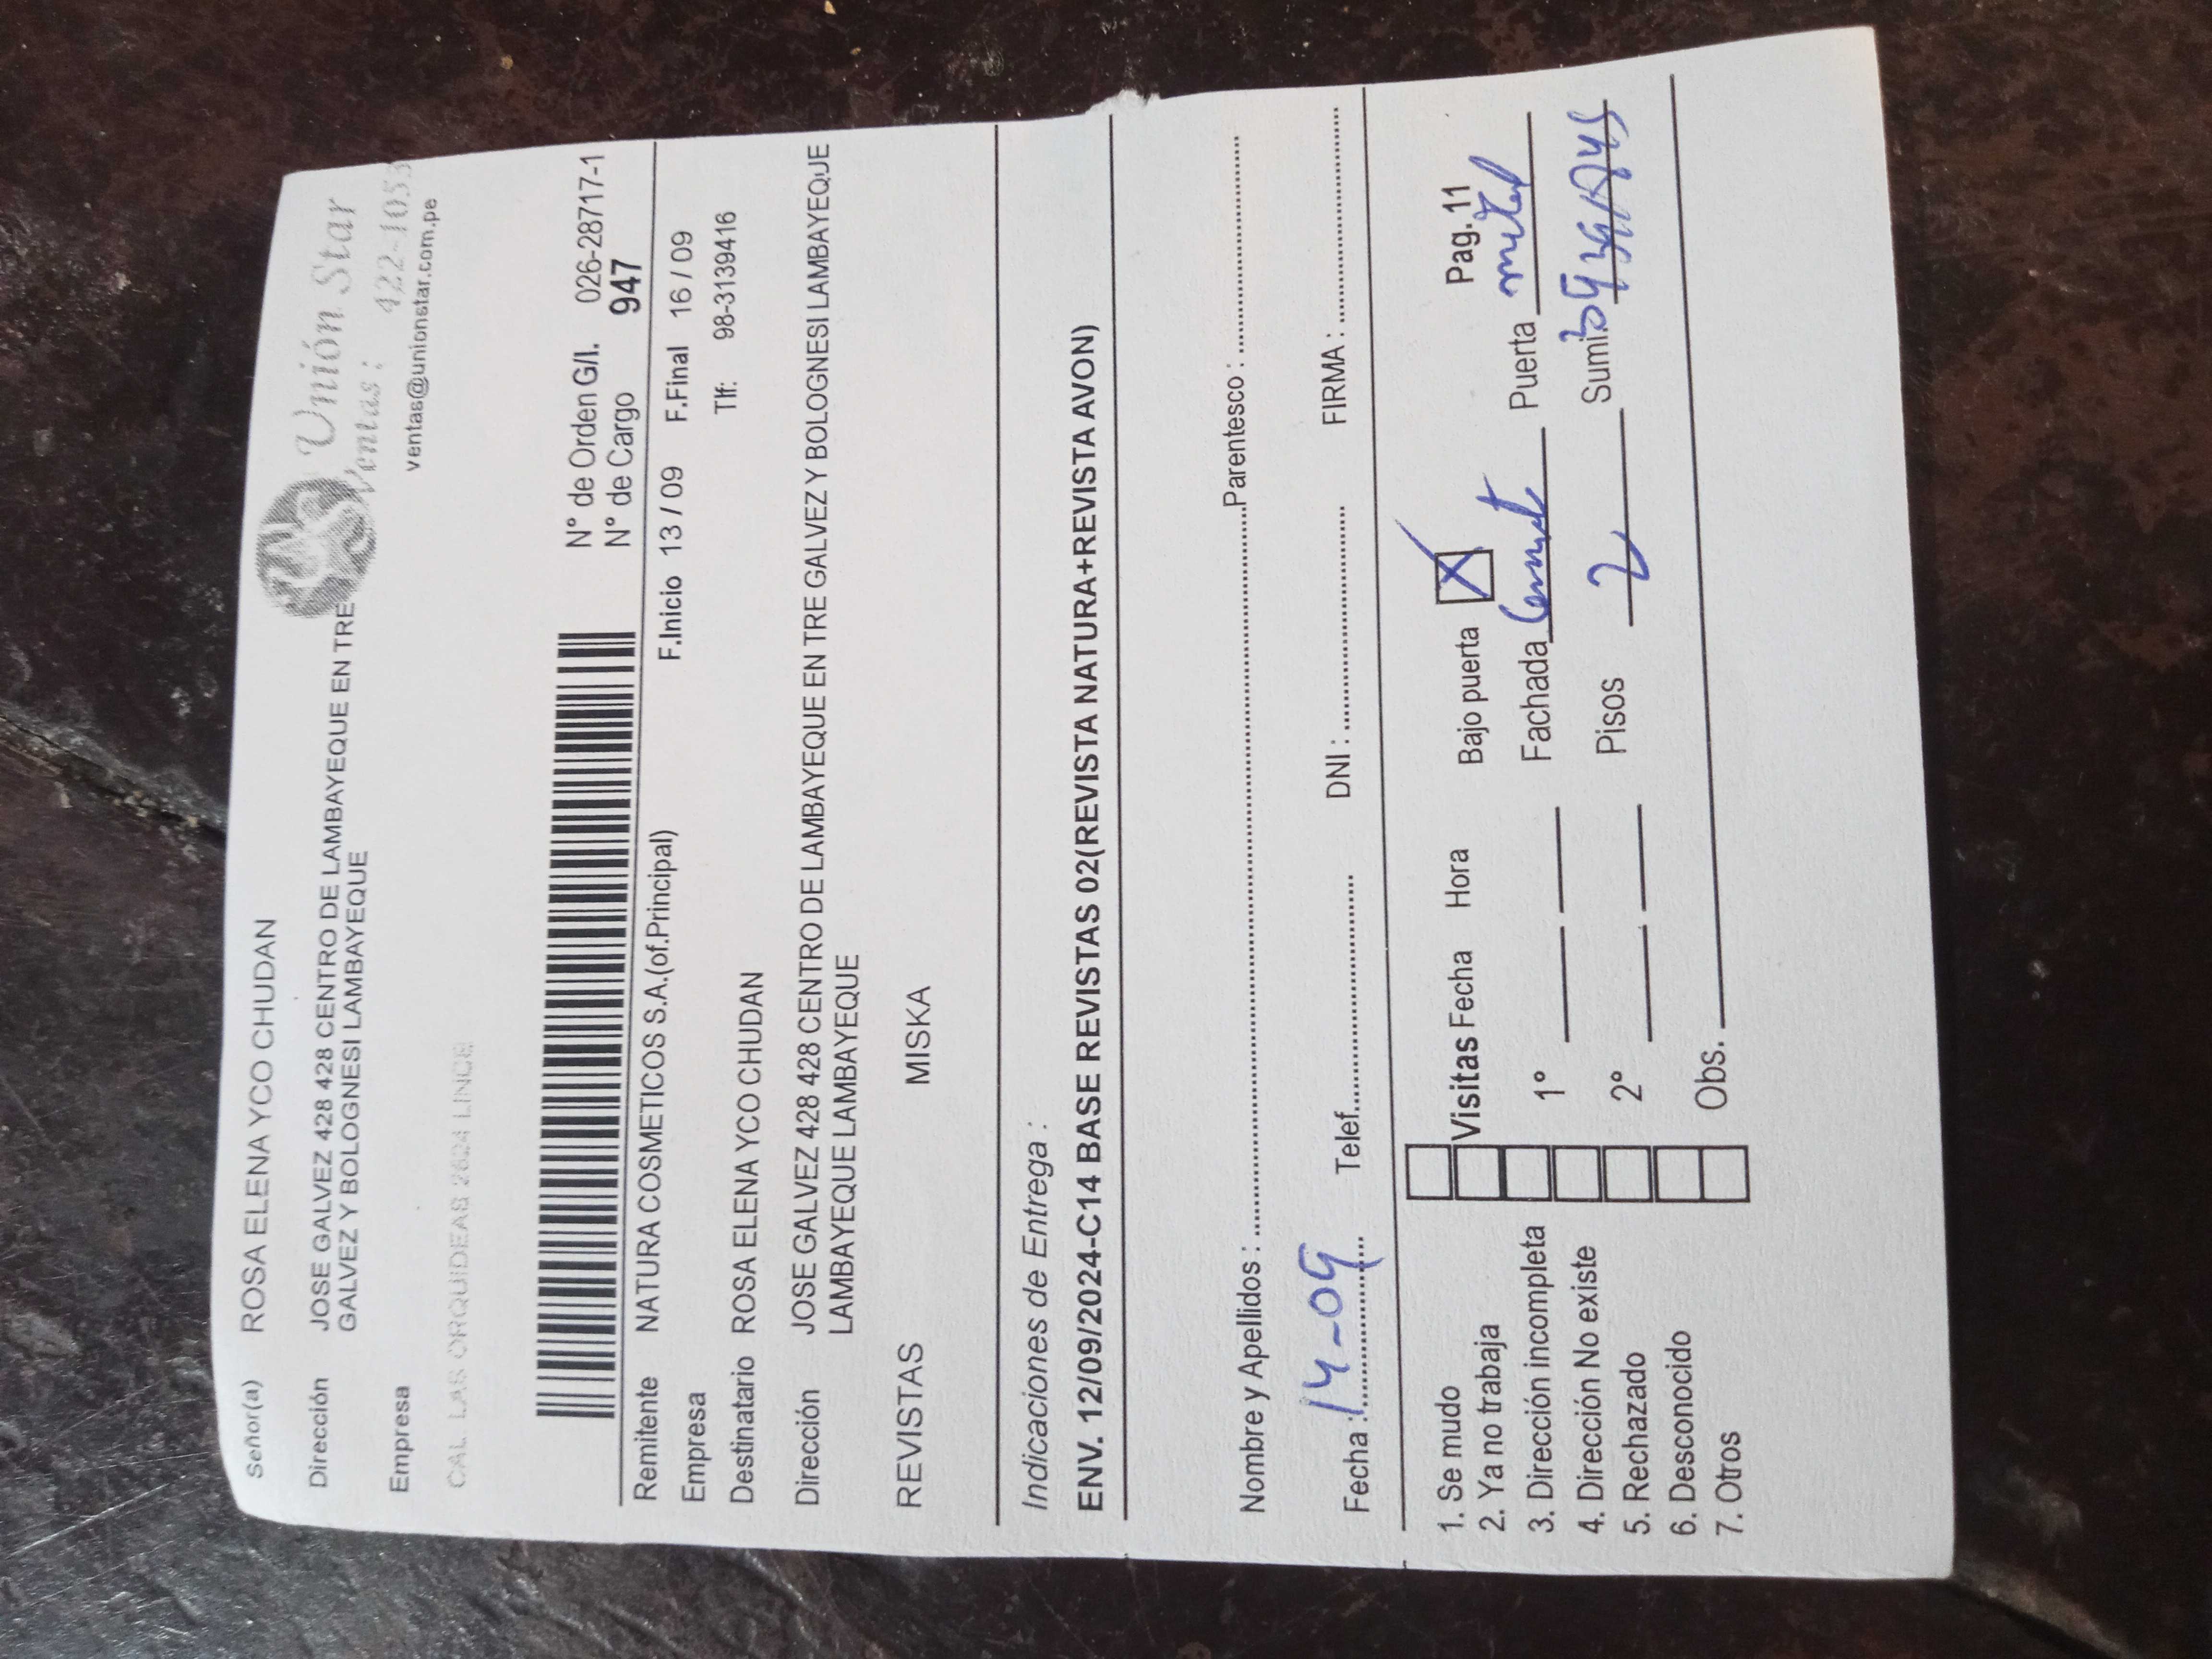 Señor(a) ROSA ELENA YCO CHUDAN
Unión Star
Ventas: 422-1053
ventas@unionstar.com.pe
Dirección JOSE GALVEZ 428 428 CENTRO DE LAMBAYEQUE EN TRE
GALVEZ Y BOLOGNESI LAMBAYEQUE
Empresa
CAL. LAS ORQUIDEAS 2624 LINCE
N° de Orden G/I. 026-28717-1
N° de Cargo 947
Remitente NATURA COSMETICOS S.A.(of.Principal) F.Inicio 13 / 09 F.Final 16 / 09
Empresa Tlf: 98-3139416
Destinatario ROSA ELENA YCO CHUDAN
Dirección JOSE GALVEZ 428 428 CENTRO DE LAMBAYEQUE EN TRE GALVEZ Y BOLOGNESI LAMBAYEQUE
LAMBAYEQUE LAMBAYEQUE
REVISTAS MISKA
Indicaciones de Entrega :
ENV. 12/09/2024-C14 BASE REVISTAS 02(REVISTA NATURA+REVISTA AVON)
Nombre y Apellidos : Parentesco :
Fecha : 14-09 Telef. DNI : FIRMA :
1. Se mudo
2. Ya no trabaja
3. Dirección incompleta
4. Dirección No existe
5. Rechazado
6. Desconocido
7. Otros
Visitas Fecha Hora Bajo puerta X Pag. 11
1° Fachada Puerta metal
2° Pisos 2 Sumi.
Obs.